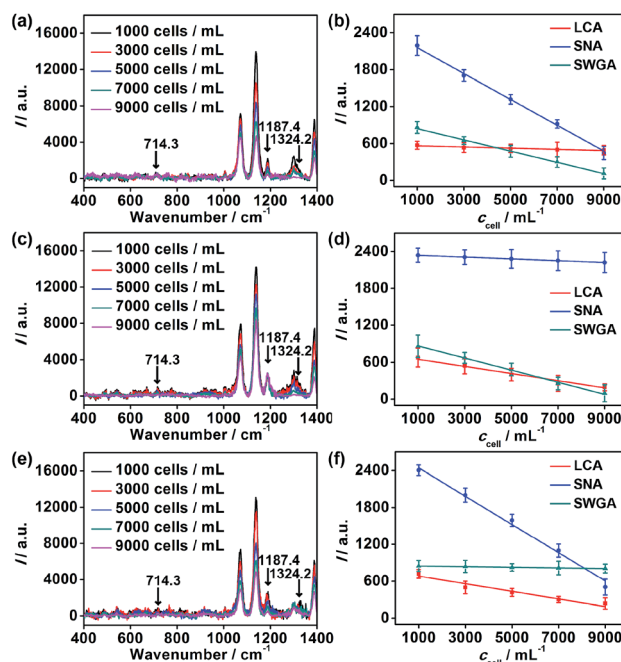 (a)
16000
12000
8000
4000
0
I / a.u.
1000 cells / mL
3000 cells / mL
5000 cells / mL
7000 cells / mL
9000 cells / mL
714.3
1187.4
1324.2
400 600 800 1000 1200 1400
Wavenumber / cm⁻¹
(b)
2400
1800
1200
600
0
I / a.u.
LCA
SNA
SWGA
1000 3000 5000 7000 9000
c_cell / mL⁻¹
(c)
16000
12000
8000
4000
0
I / a.u.
1000 cells / mL
3000 cells / mL
5000 cells / mL
7000 cells / mL
9000 cells / mL
714.3
1187.4
1324.2
400 600 800 1000 1200 1400
Wavenumber / cm⁻¹
(d)
2400
1800
1200
600
0
I / a.u.
LCA
SNA
SWGA
1000 3000 5000 7000 9000
c_cell / mL⁻¹
(e)
16000
12000
8000
4000
0
I / a.u.
1000 cells / mL
3000 cells / mL
5000 cells / mL
7000 cells / mL
9000 cells / mL
714.3
1187.4
1324.2
400 600 800 1000 1200 1400
Wavenumber / cm⁻¹
(f)
2400
1800
1200
600
0
I / a.u.
LCA
SNA
SWGA
1000 3000 5000 7000 9000
c_cell / mL⁻¹